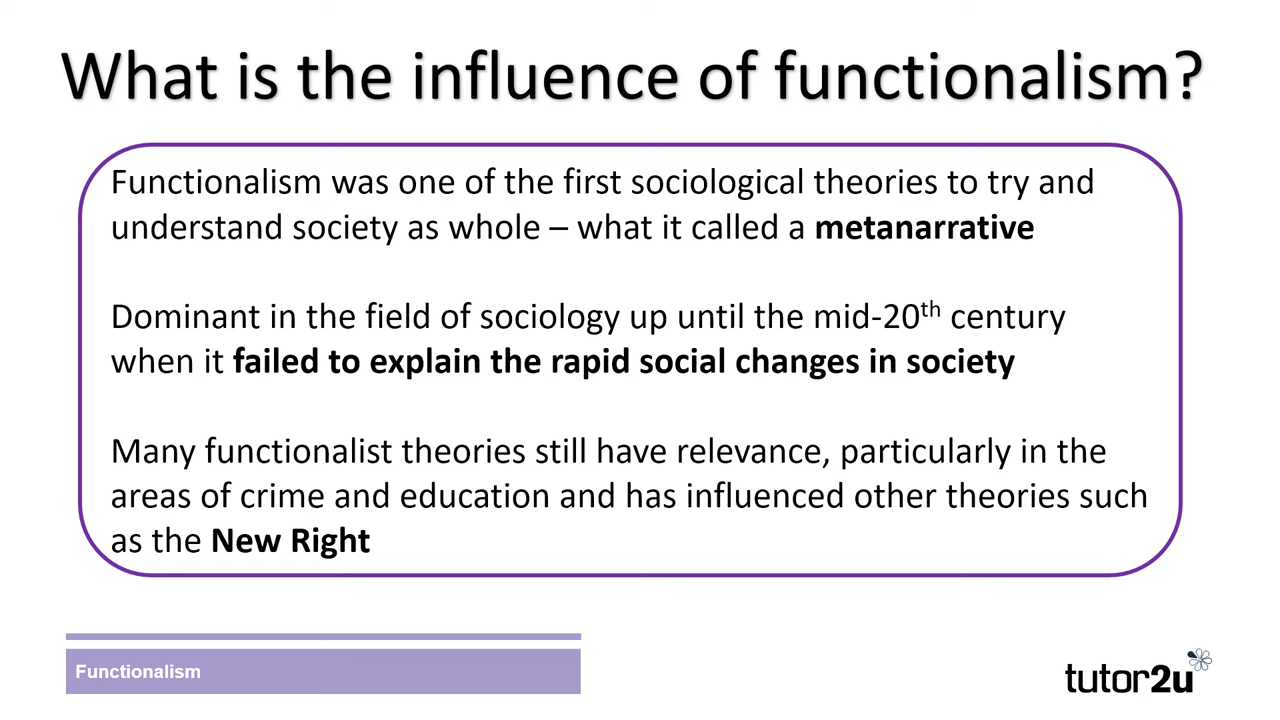 What is the influence of functionalism?
Functionalism was one of the first sociological theories to try and
understand society as whole – what it called a metanarrative
Dominant in the field of sociology up until the mid-20th century
when it failed to explain the rapid social changes in society
Many functionalist theories still have relevance, particularly in the
areas of crime and education and has influenced other theories such
as the New Right
Functionalism
tutor2u